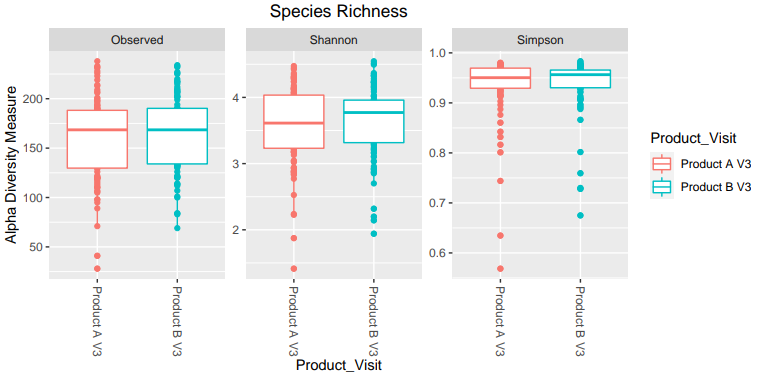 Species Richness
Observed
Shannon
Simpson
Alpha Diversity Measure
200
150
100
50
4
3
2
1.0
0.9
0.8
0.7
0.6
Product A V3
Product B V3
Product A V3
Product B V3
Product A V3
Product B V3
Product_Visit
Product_Visit
Product A V3
Product B V3